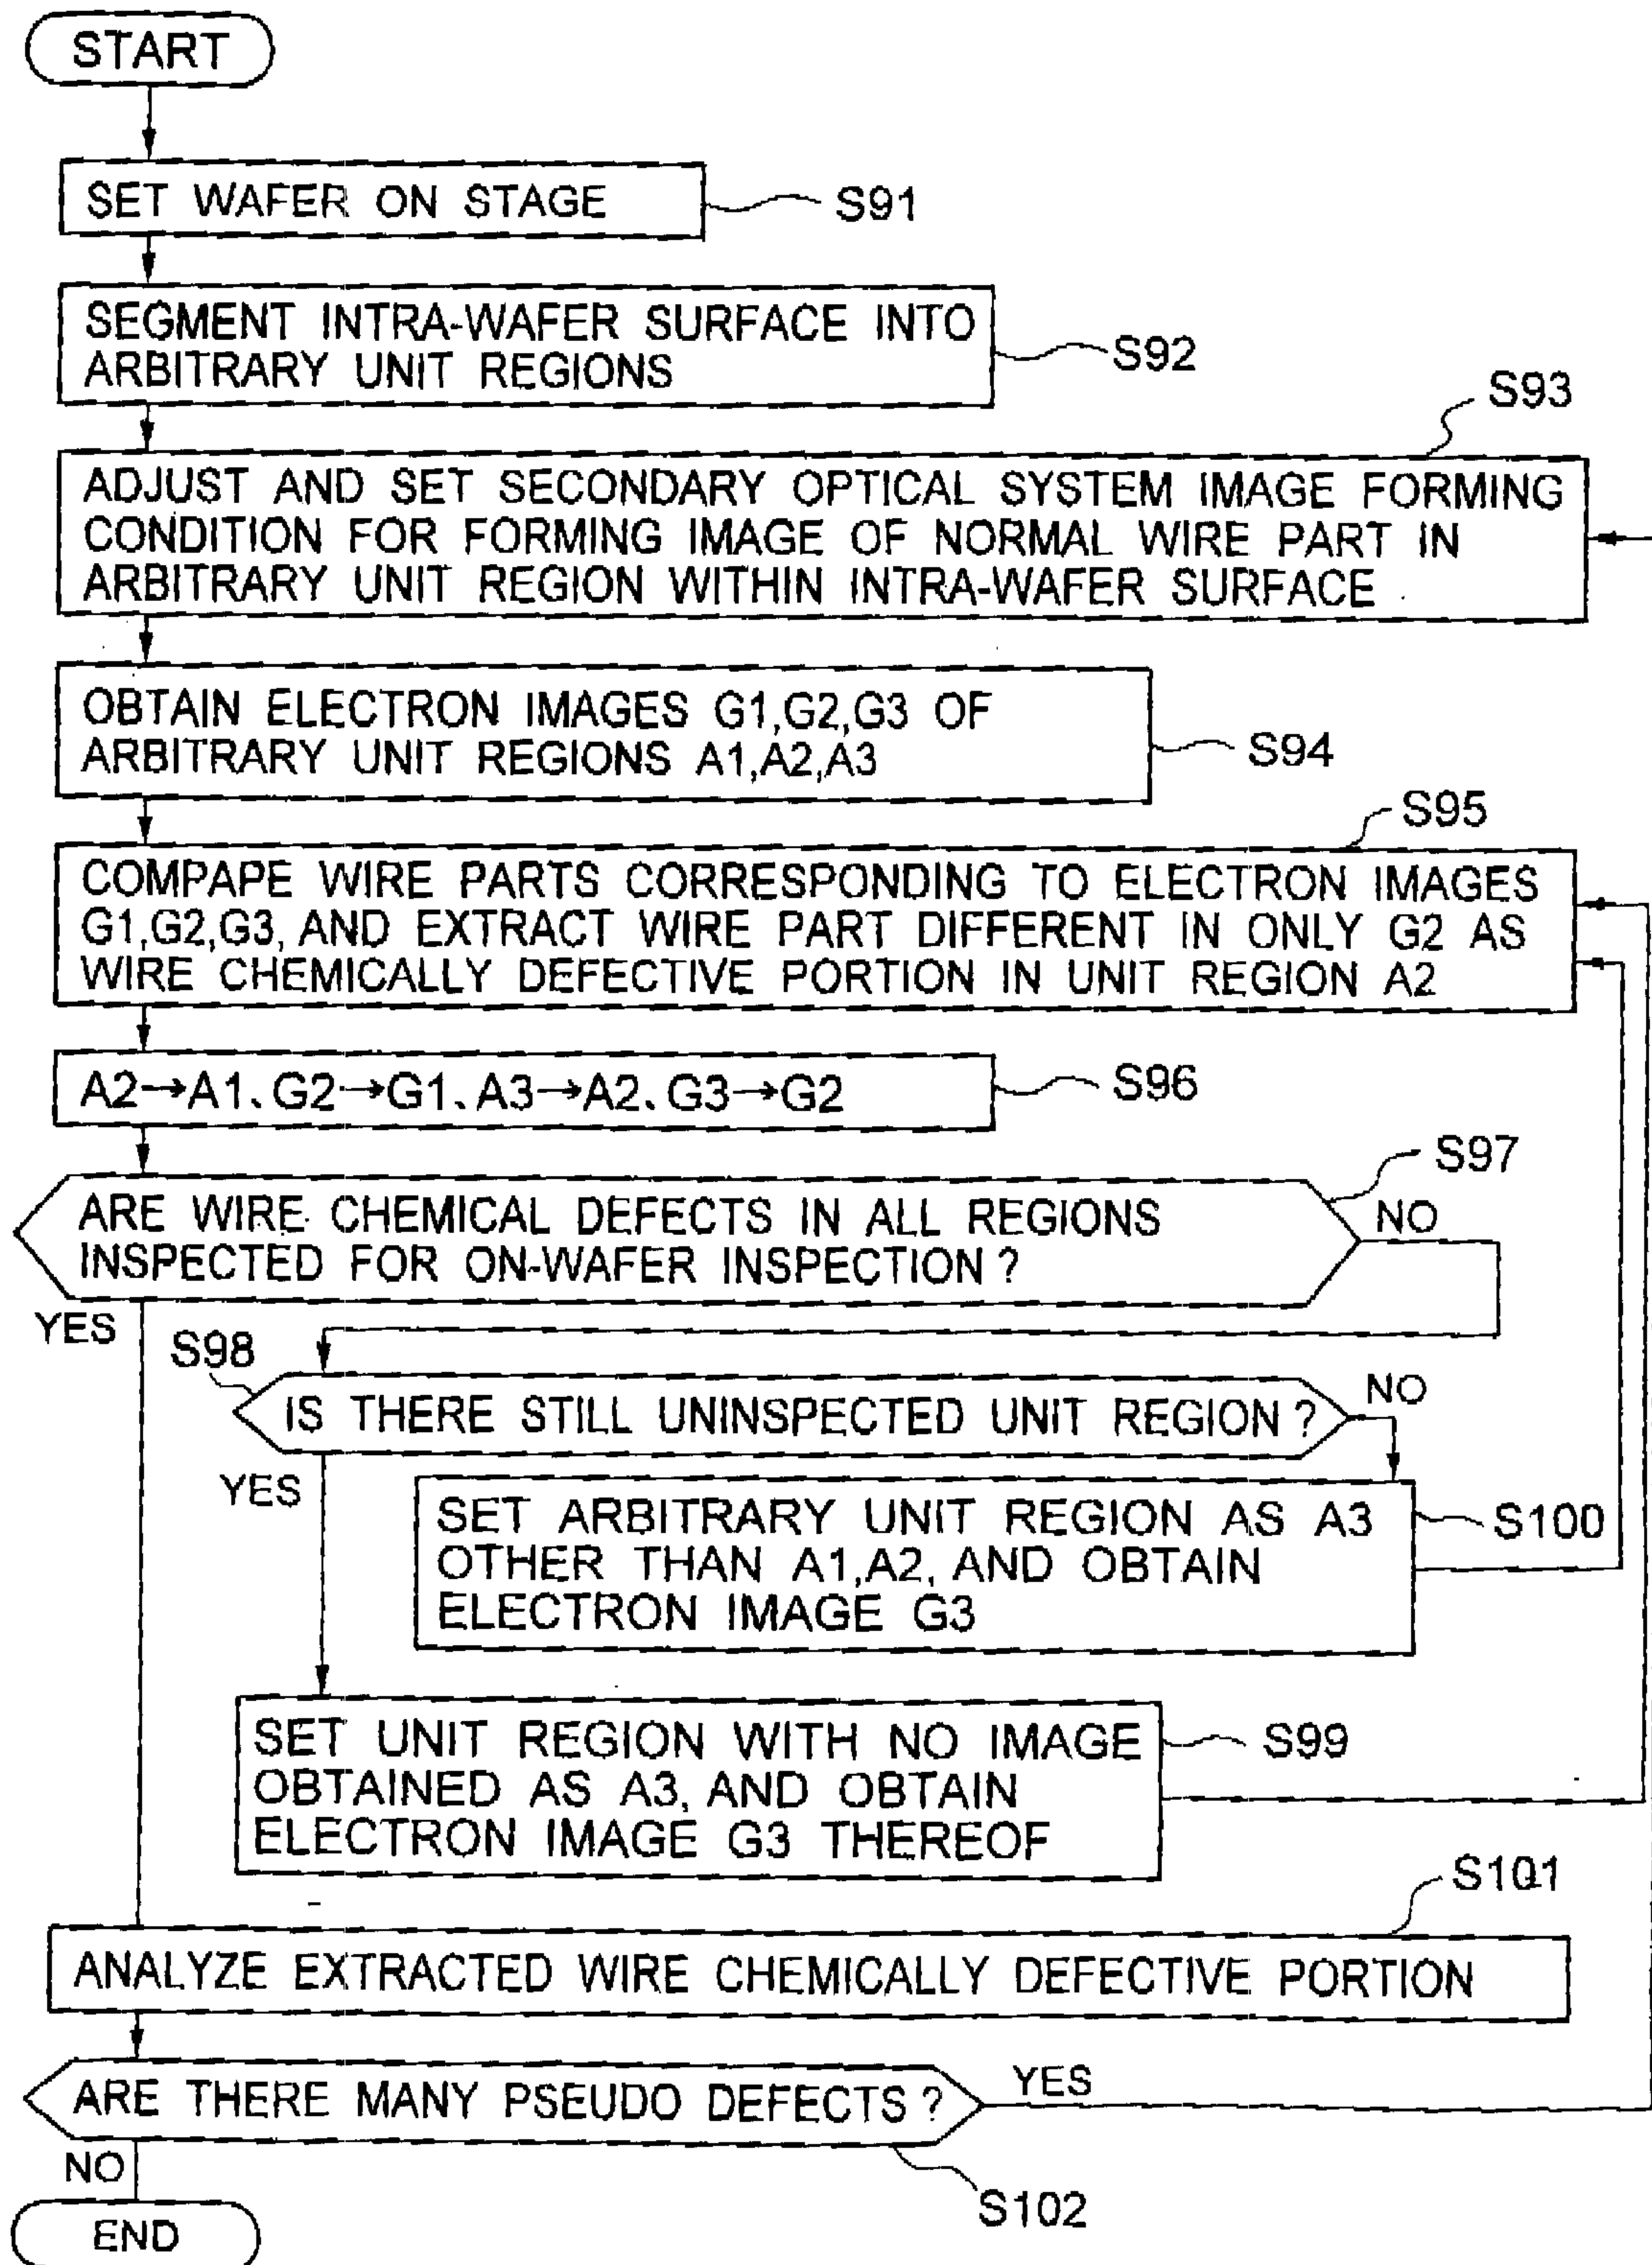 START
SET WAFER ON STAGE
S91
SEGMENT INTRA-WAFER SURFACE INTO
ARBITRARY UNIT REGIONS
S92
S93
ADJUST AND SET SECONDARY OPTICAL SYSTEM IMAGE FORMING
CONDITION FOR FORMING IMAGE OF NORMAL WIRE PART IN
ARBITRARY UNIT REGION WITHIN INTRA-WAFER SURFACE
OBTAIN ELECTRON IMAGES G1,G2,G3 OF
ARBITRARY UNIT REGIONS A1,A2,A3
S94
S95
COMPAPE WIRE PARTS CORRESPONDING TO ELECTRON IMAGES
G1,G2,G3, AND EXTRACT WIRE PART DIFFERENT IN ONLY G2 AS
WIRE CHEMICALLY DEFECTIVE PORTION IN UNIT REGION A2
A2→A1、G2→G1、A3→A2、G3→G2
S96
S97
ARE WIRE CHEMICAL DEFECTS IN ALL REGIONS
INSPECTED FOR ON-WAFER INSPECTION ?
NO
YES
S98
IS THERE STILL UNINSPECTED UNIT REGION ?
NO
YES
SET ARBITRARY UNIT REGION AS A3
OTHER THAN A1,A2, AND OBTAIN
ELECTRON IMAGE G3
S100
SET UNIT REGION WITH NO IMAGE
OBTAINED AS A3, AND OBTAIN
ELECTRON IMAGE G3 THEREOF
S99
S101
ANALYZE EXTRACTED WIRE CHEMICALLY DEFECTIVE PORTION
ARE THERE MANY PSEUDO DEFECTS ?
YES
NO
S102
END